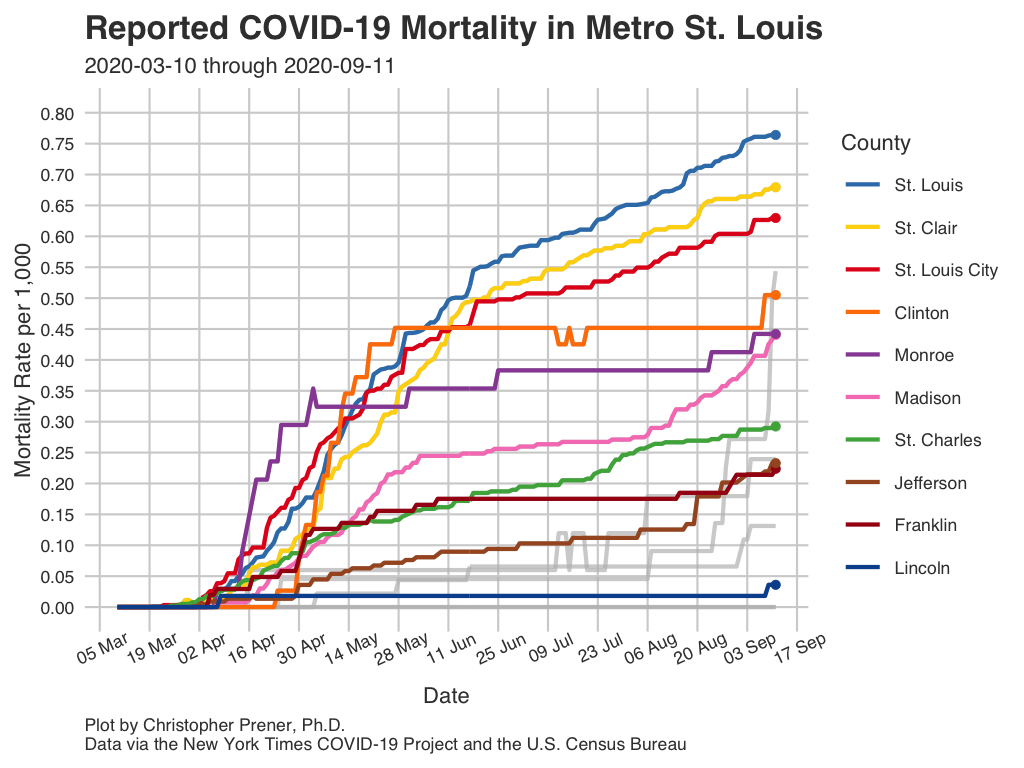 Reported COVID-19 Mortality in Metro St. Louis
2020-03-10 through 2020-09-11
Mortality Rate per 1,000
0.80
0.75
0.70
0.65
0.60
0.55
0.50
0.45
0.40
0.35
0.30
0.25
0.20
0.15
0.10
0.05
0.00
05 Mar
19 Mar
02 Apr
16 Apr
30 Apr
14 May
28 May
11 Jun
25 Jun
09 Jul
23 Jul
06 Aug
20 Aug
03 Sep
17 Sep
Date
County
St. Louis
St. Clair
St. Louis City
Clinton
Monroe
Madison
St. Charles
Jefferson
Franklin
Lincoln
Plot by Christopher Prener, Ph.D.
Data via the New York Times COVID-19 Project and the U.S. Census Bureau